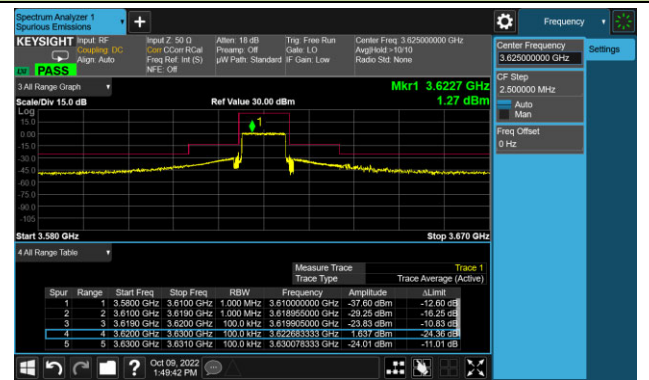 Spectrum Analyzer 1
Spurious Emissions
Frequency
KEYSIGHT
Input: RF
Coupling: DC
Align: Auto
Input Z: 50 Ω
Corr CCorr RCal
Freq Ref: Int (S)
NFE: Off
Atten: 18 dB
Preamp: Off
µW Path: Standard
Trig: Free Run
Gate: LO
IF Gain: Low
Center Freq: 3.625000000 GHz
Avg|Hold:>10/10
Radio Std: None
PASS
Center Frequency
3.625000000 GHz
Settings
CF Step
2.500000 MHz
Auto
Man
Freq Offset
0 Hz
3 All Range Graph
Mkr1 3.6227 GHz
Scale/Div 15.0 dB
Ref Value 30.00 dBm
1.27 dBm
Log
15.0
0.00
-15.0
-30.0
-45.0
-60.0
-75.0
-90.0
-105
1
Start 3.580 GHz
Stop 3.670 GHz
4 All Range Table
Measure Trace Trace 1
Trace Type Trace Average (Active)
Spur Range Start Freq Stop Freq RBW Frequency Amplitude ΔLimit
1 1 3.5800 GHz 3.6100 GHz 1.000 MHz 3.610000000 GHz -37.60 dBm -12.60 dB
2 2 3.6100 GHz 3.6190 GHz 1.000 MHz 3.618955000 GHz -29.25 dBm -16.25 dB
3 3 3.6190 GHz 3.6200 GHz 100.0 kHz 3.619905000 GHz -23.83 dBm -10.83 dB
4 4 3.6200 GHz 3.6300 GHz 100.0 kHz 3.622683333 GHz 1.637 dBm -24.36 dB
5 5 3.6300 GHz 3.6310 GHz 100.0 kHz 3.630078333 GHz -24.01 dBm -11.01 dB
Oct 09, 2022
1:49:42 PM